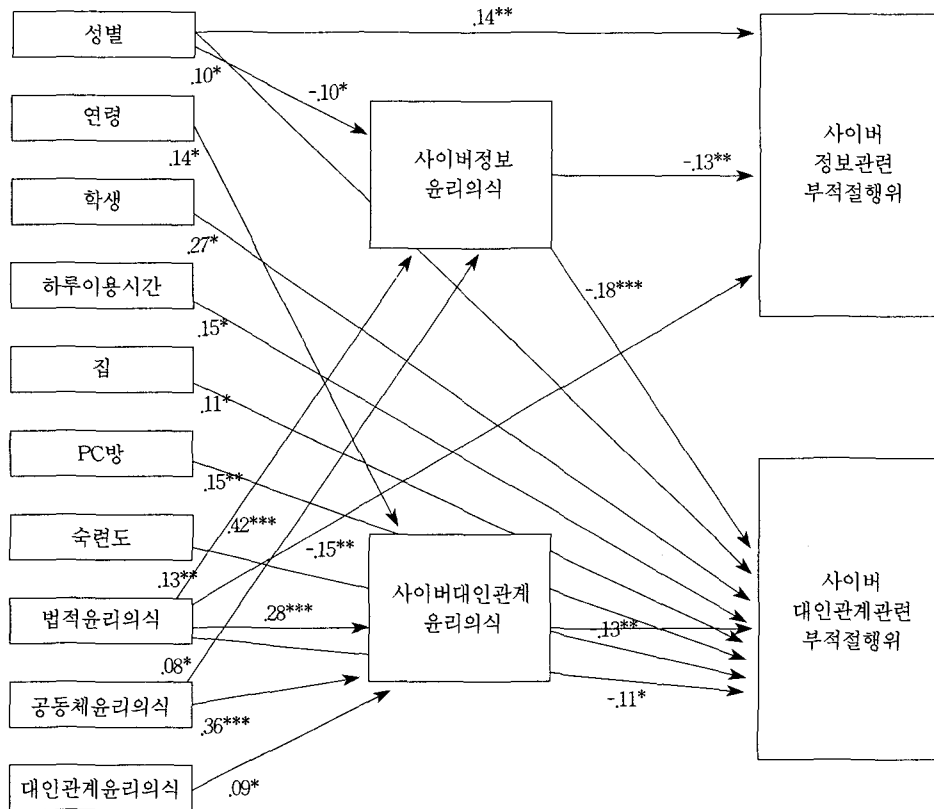 성별
.14**
.10*
-.10*
연령
사이버정보
윤리의식
사이버
정보관련
부적절행위
-.13**
.14*
학생
.27*
하루이용시간
-.18***
.15*
집
.11*
PC방
.15**
.42***
-.15**
숙련도
.13**
사이버대인관계
윤리의식
사이버
대인관계관련
부적절행위
법적윤리의식
.28***
-.13**
.08*
공동체윤리의식
.36***
-.11*
대인관계윤리의식
.09*